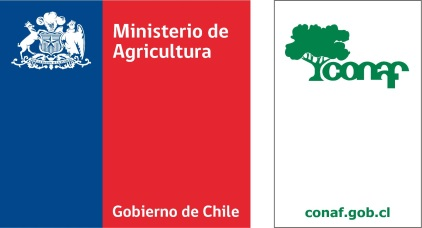 Ministerio de
Agricultura
Gobierno de Chile
conaf
conaf.gob.cl